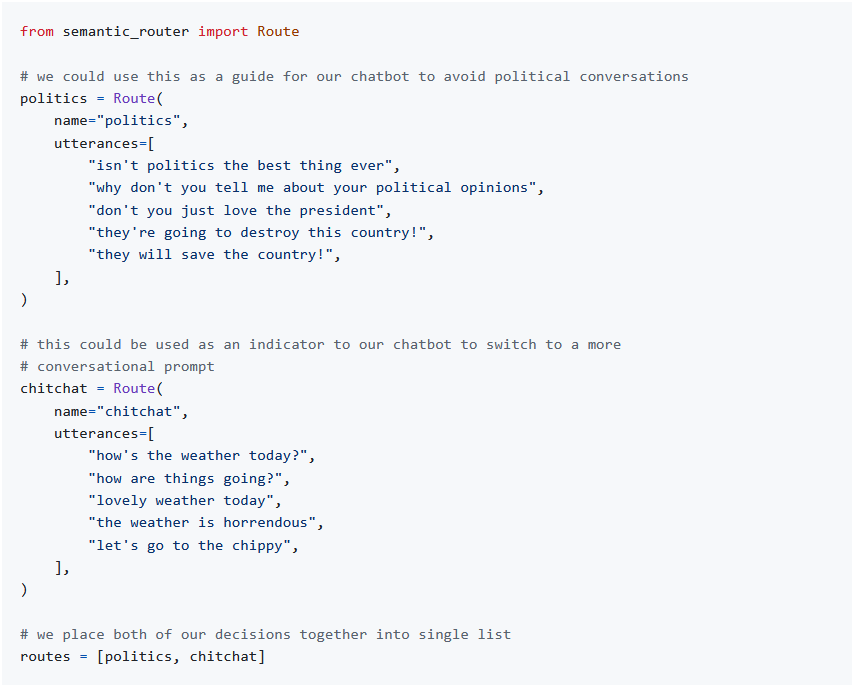 from semantic_router import Route
# we could use this as a guide for our chatbot to avoid political conversations
politics = Route(
    name="politics",
    utterances=[
        "isn't politics the best thing ever",
        "why don't you tell me about your political opinions",
        "don't you just love the president",
        "they're going to destroy this country!",
        "they will save the country!",
    ],
)
# this could be used as an indicator to our chatbot to switch to a more
# conversational prompt
chitchat = Route(
    name="chitchat",
    utterances=[
        "how's the weather today?",
        "how are things going?",
        "lovely weather today",
        "the weather is horrendous",
        "let's go to the chippy",
    ],
)
# we place both of our decisions together into single list
routes = [politics, chitchat]